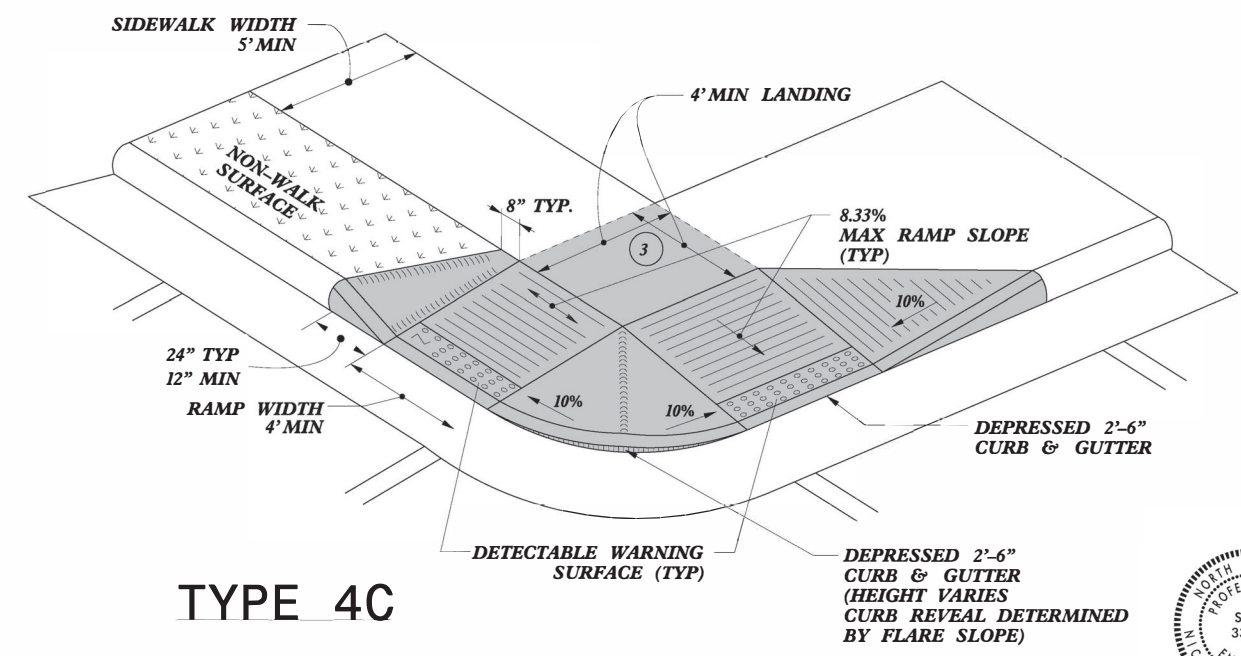 SIDEWALK WIDTH
5' MIN
4' MIN LANDING
NON-WALK
SURFACE
8" TYP.
3
8.33%
MAX RAMP SLOPE
(TYP)
10%
24" TYP
12" MIN
RAMP WIDTH
4' MIN
10%
10%
DEPRESSED 2'-6"
CURB & GUTTER
DETECTABLE WARNING
SURFACE (TYP)
DEPRESSED 2'-6"
CURB & GUTTER
(HEIGHT VARIES
CURB REVEAL DETERMINED
BY FLARE SLOPE)
TYPE 4C
NORTH